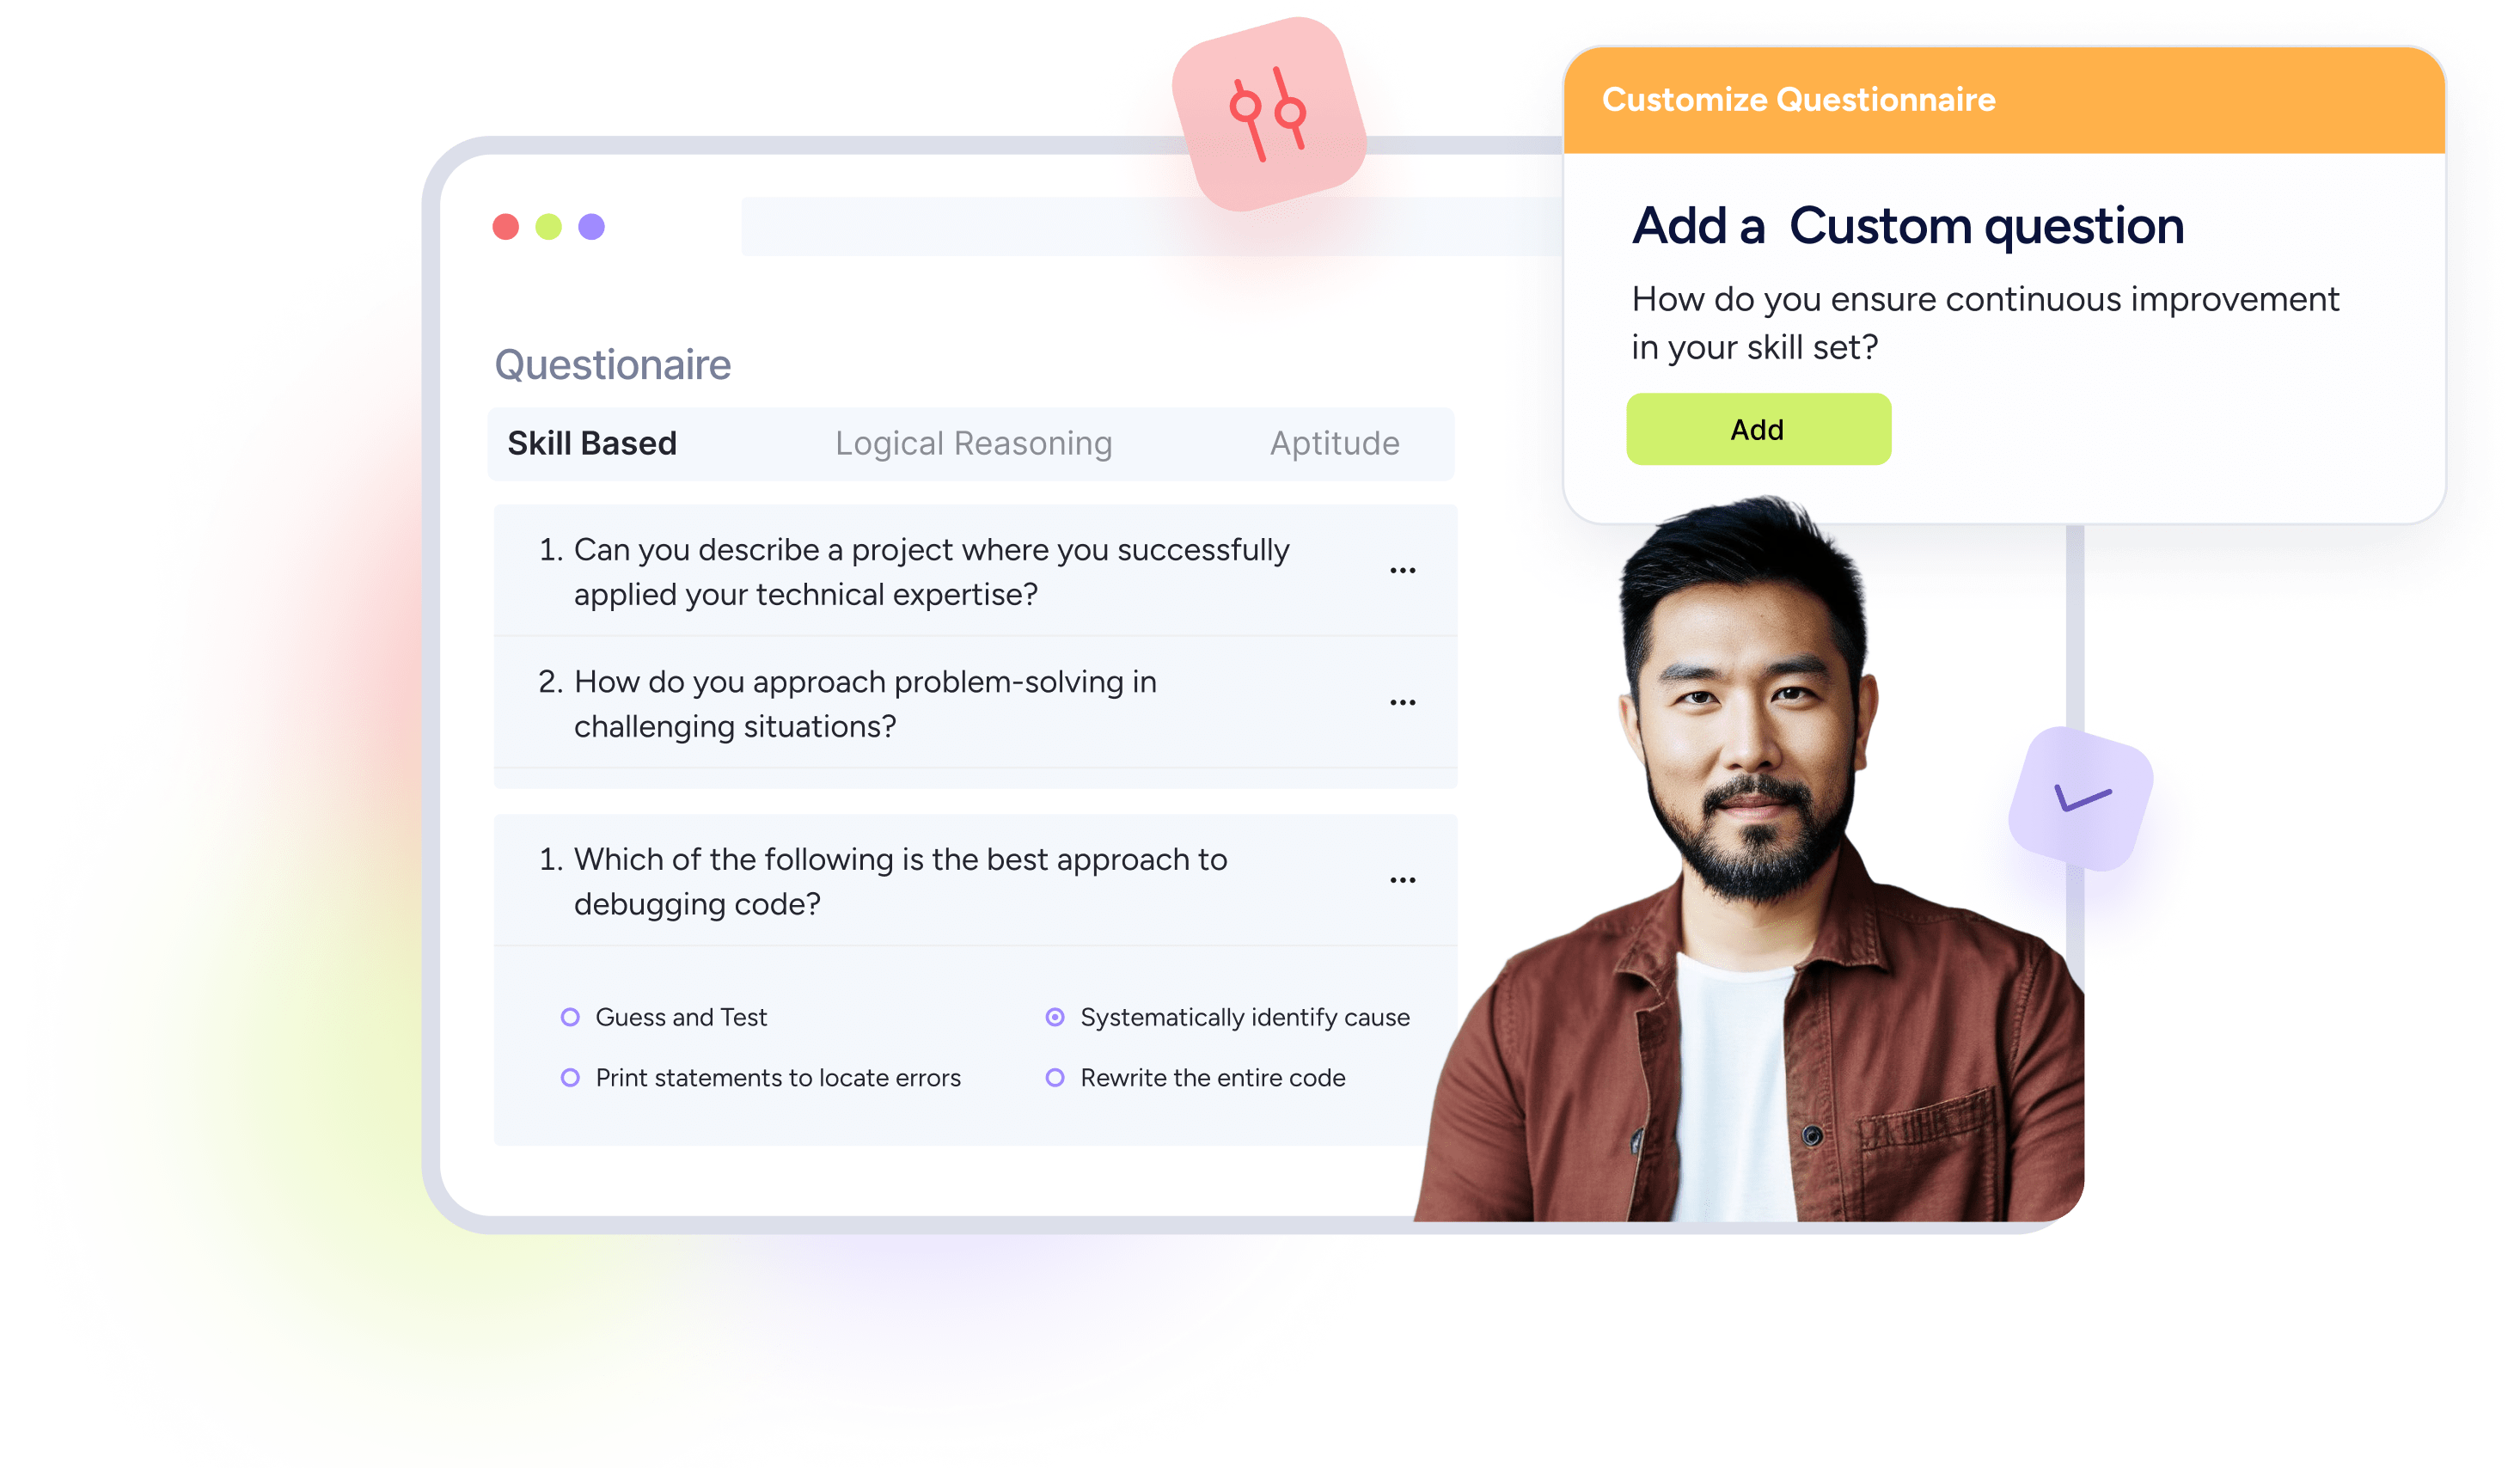 Customize Questionnaire
Add a Custom question
How do you ensure continuous improvement
in your skill set?
Add
Questionaire
Skill Based Logical Reasoning Aptitude
1. Can you describe a project where you successfully
applied your technical expertise?
2. How do you approach problem-solving in
challenging situations?
1. Which of the following is the best approach to
debugging code?
Guess and Test Systematically identify cause
Print statements to locate errors Rewrite the entire code